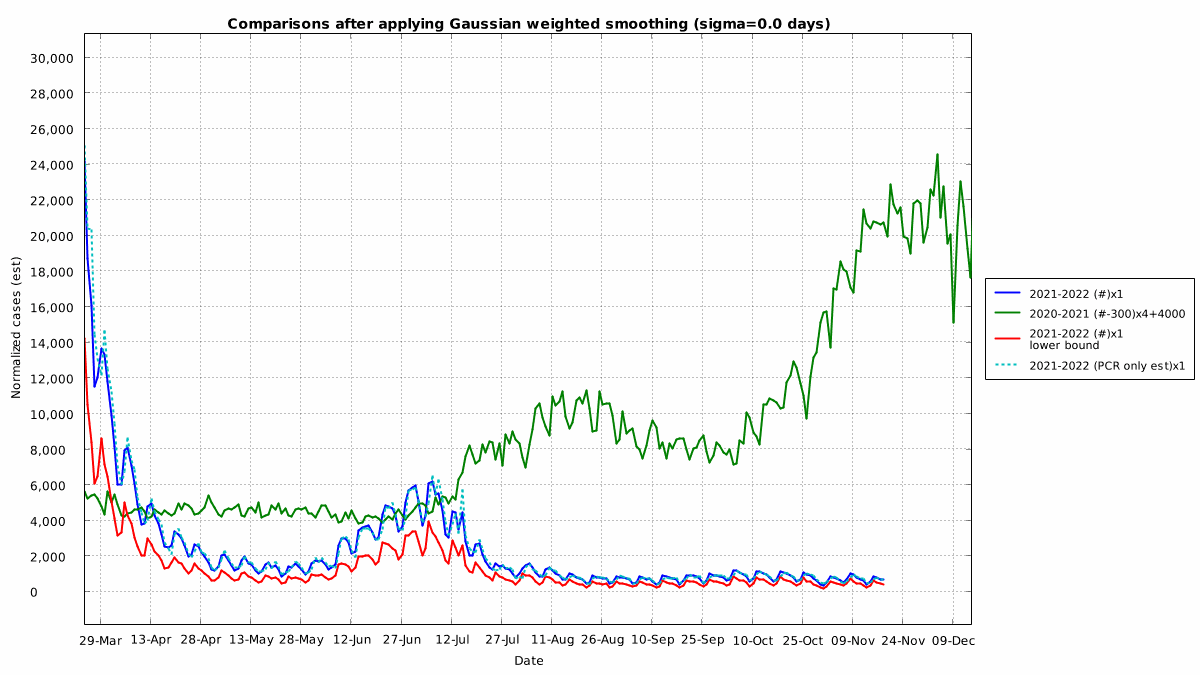 Comparisons after applying Gaussian weighted smoothing (sigma=0.0 days)
Normalized cases (est)
30,000
28,000
26,000
24,000
22,000
20,000
18,000
16,000
14,000
12,000
10,000
8,000
6,000
4,000
2,000
0
29-Mar 13-Apr 28-Apr 13-May 28-May 12-Jun 27-Jun 12-Jul 27-Jul 11-Aug 26-Aug 10-Sep 25-Sep 10-Oct 25-Oct 09-Nov 24-Nov 09-Dec
Date
2021-2022 (#)x1
2020-2021 (#-300)x4+4000
2021-2022 (#)x1
lower bound
2021-2022 (PCR only est)x1